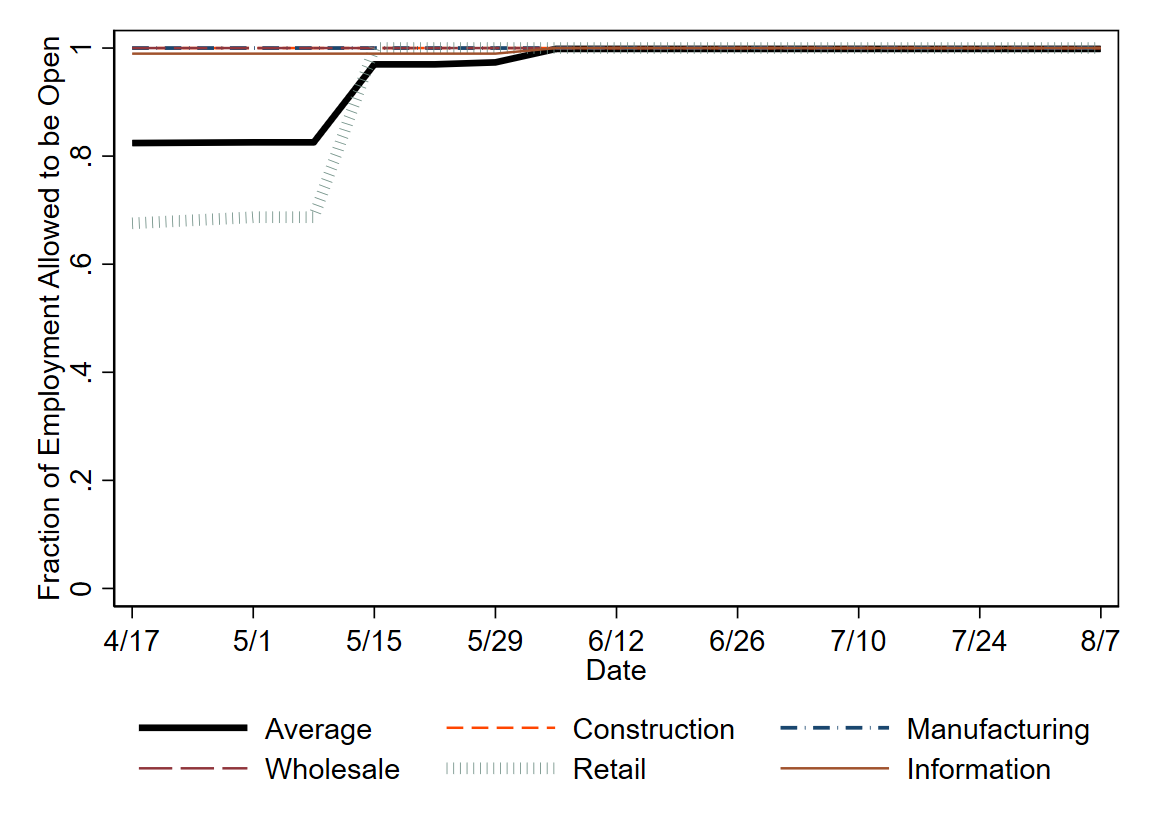 Fraction of Employment Allowed to be Open
1
.8
.6
.4
.2
0
4/17 5/1 5/15 5/29 6/12 6/26 7/10 7/24 8/7
Date
Average Construction Manufacturing
Wholesale Retail Information